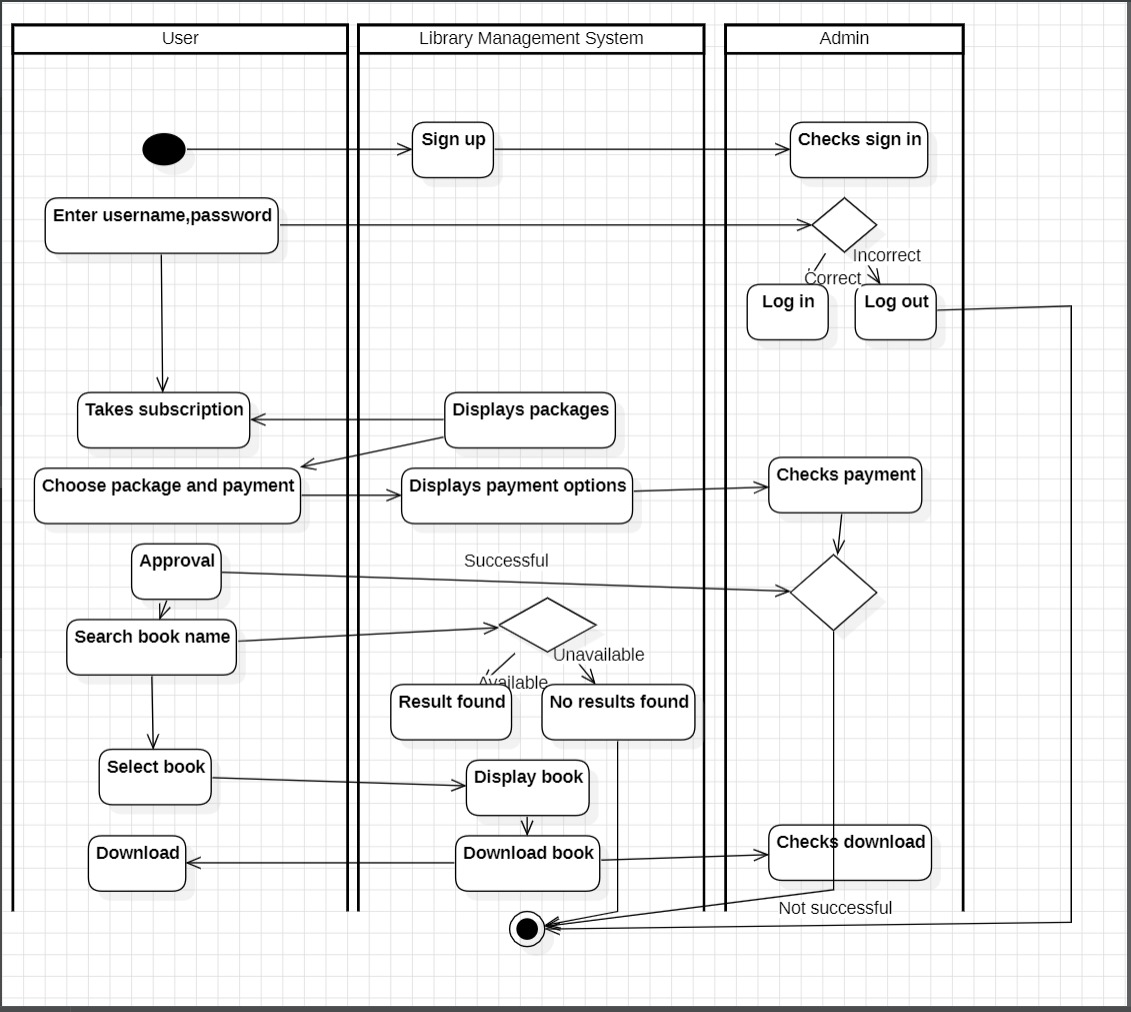 User
Library Management System
Admin
Sign up
Checks sign in
Enter username,password
Incorrect
Correct
Log in
Log out
Takes subscription
Displays packages
Choose package and payment
Displays payment options
Checks payment
Approval
Successful
Search book name
Unavailable
Available
Result found
No results found
Select book
Display book
Download
Download book
Checks download
Not successful